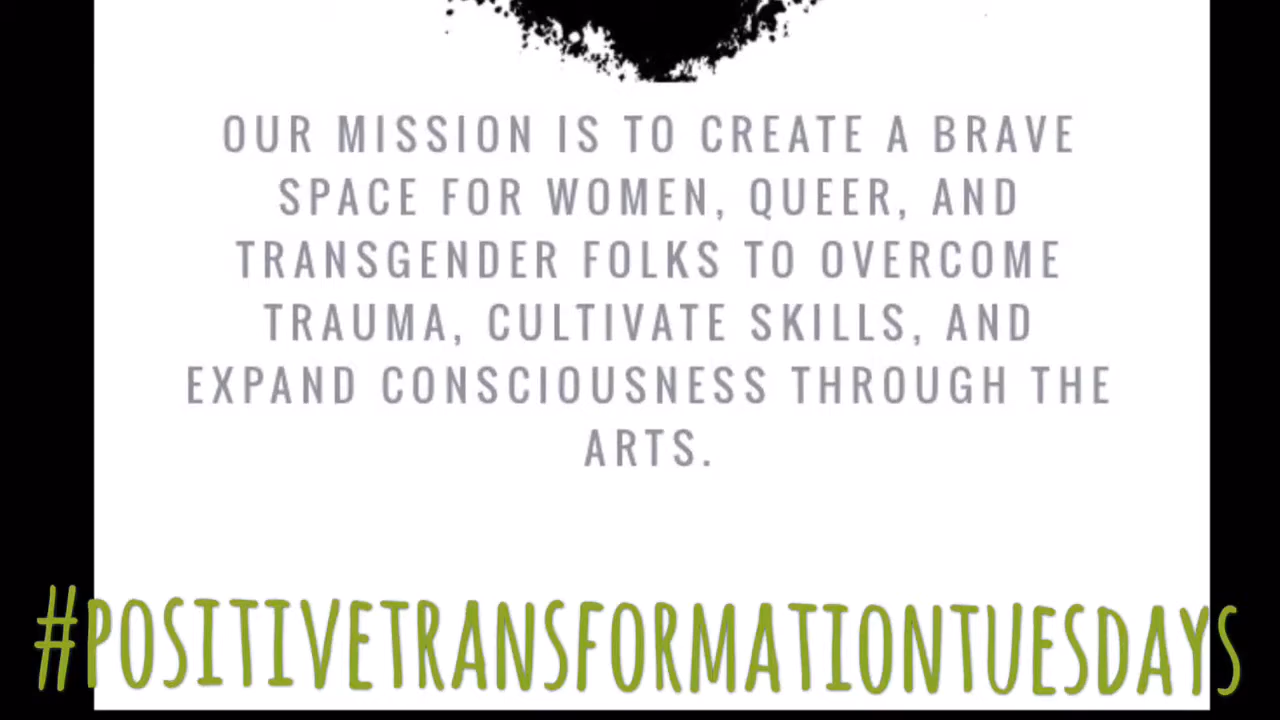 OUR MISSION IS TO CREATE A BRAVE
SPACE FOR WOMEN, QUEER, AND
TRANSGENDER FOLKS TO OVERCOME
TRAUMA, CULTIVATE SKILLS, AND
EXPAND CONSCIOUSNESS THROUGH THE
ARTS.
#POSITIVETRANSFORMATIONTUESDAYS